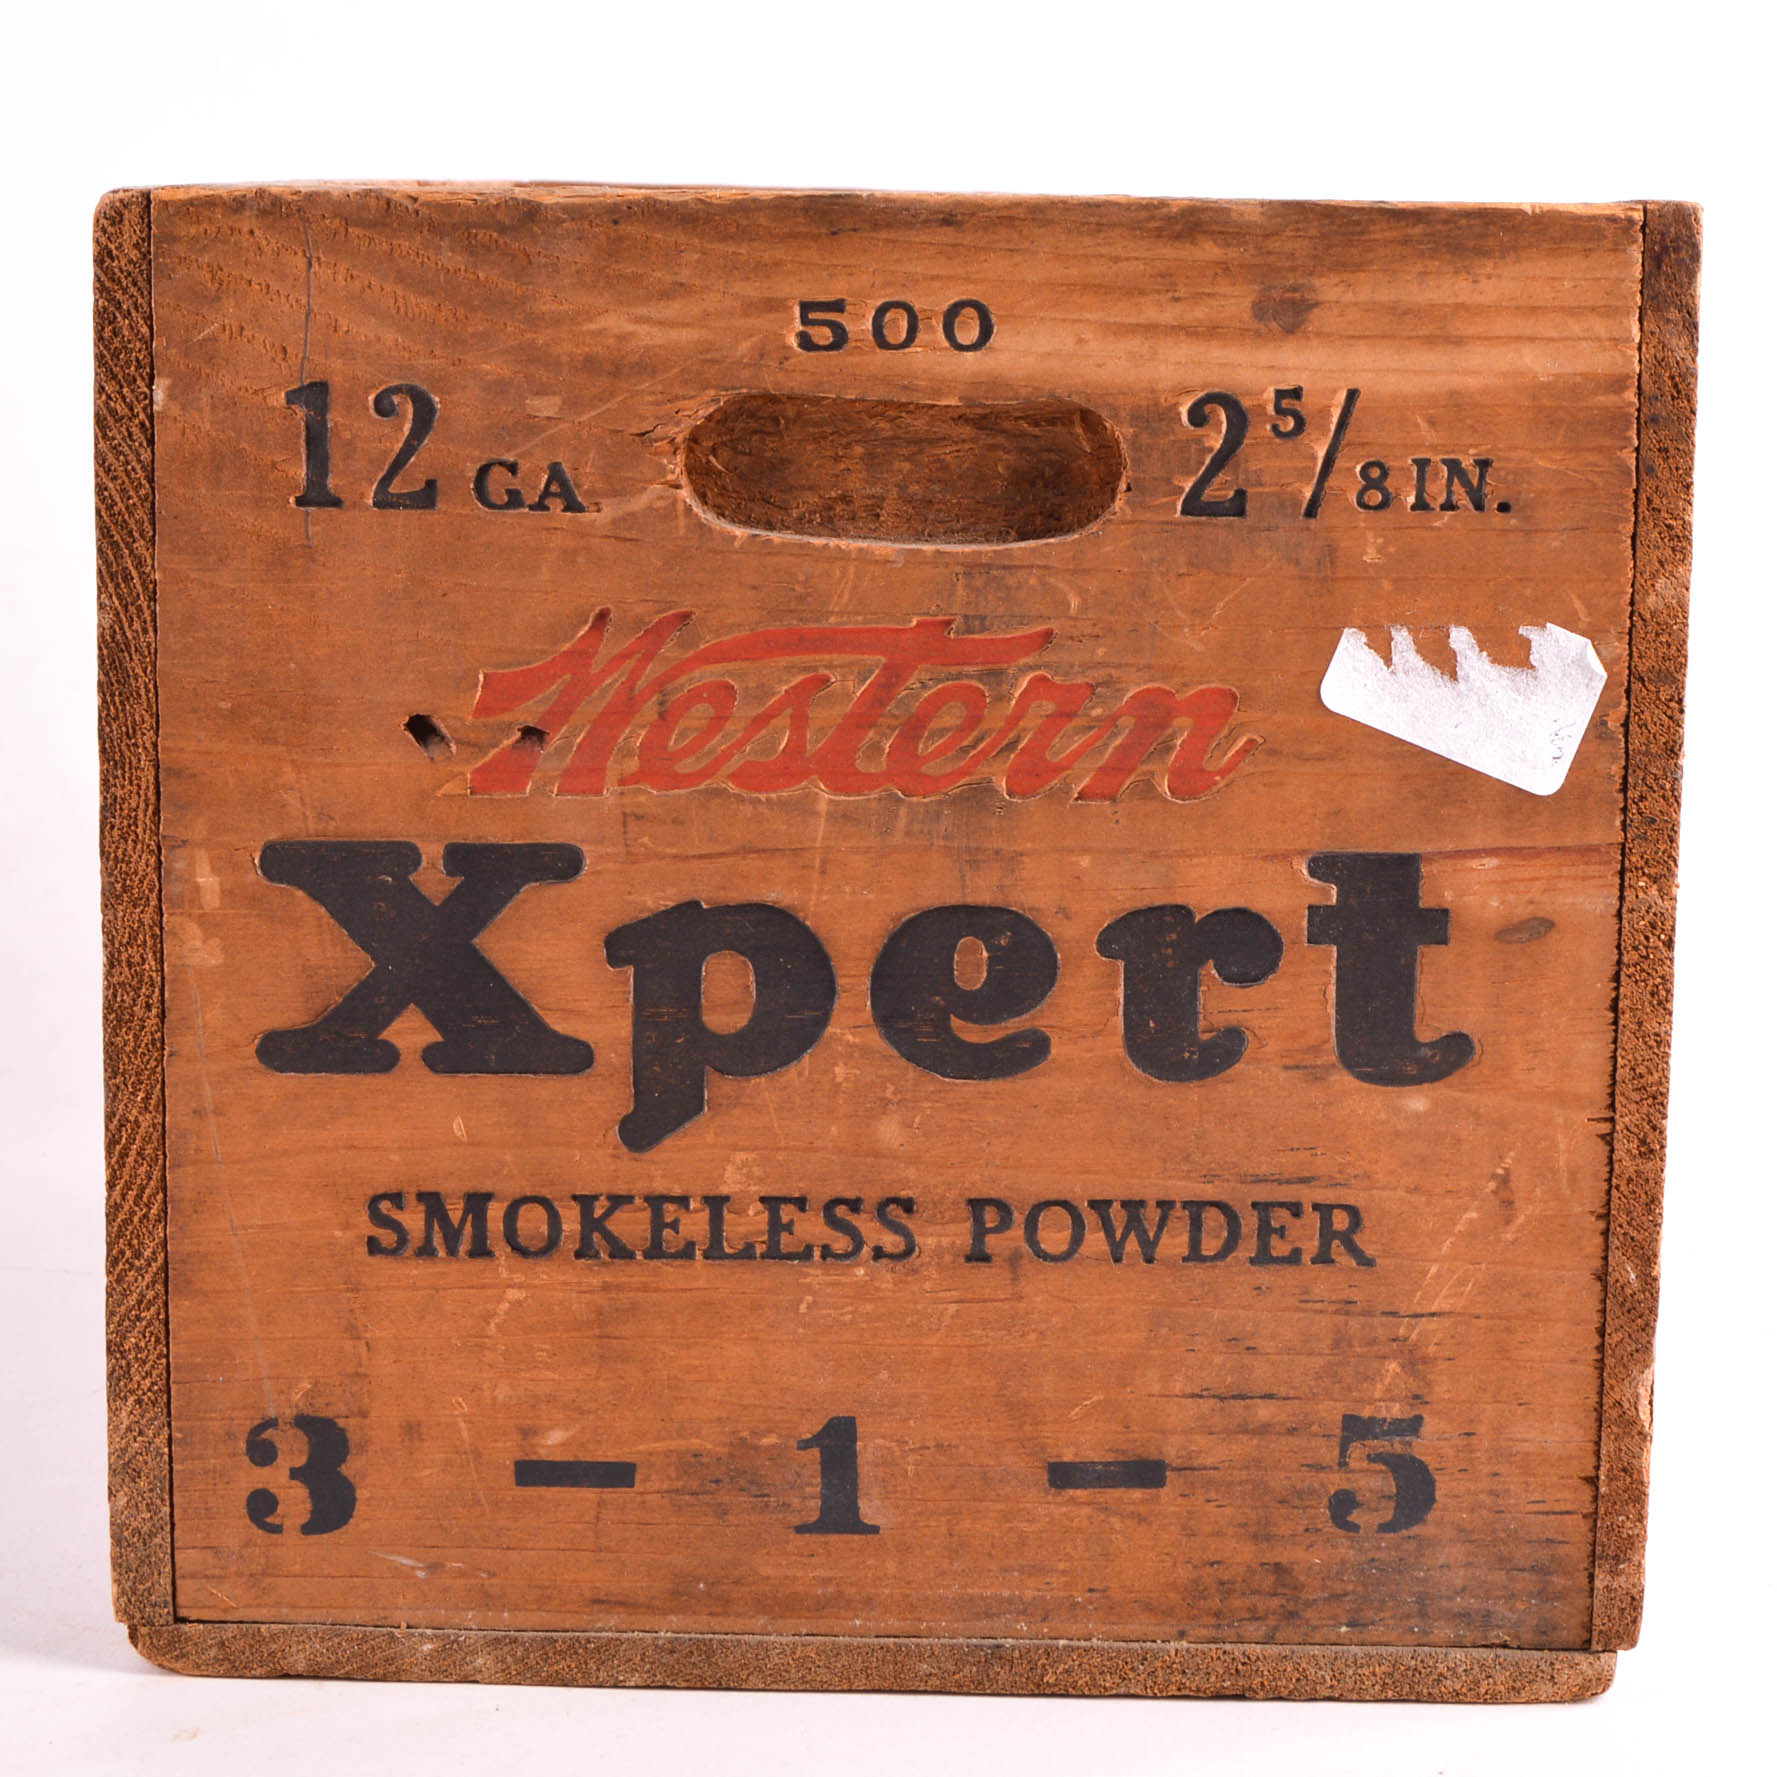 500
12 GA 2 5/8 IN.
Western
Xpert
SMOKELESS POWDER
3 - 1 - 5